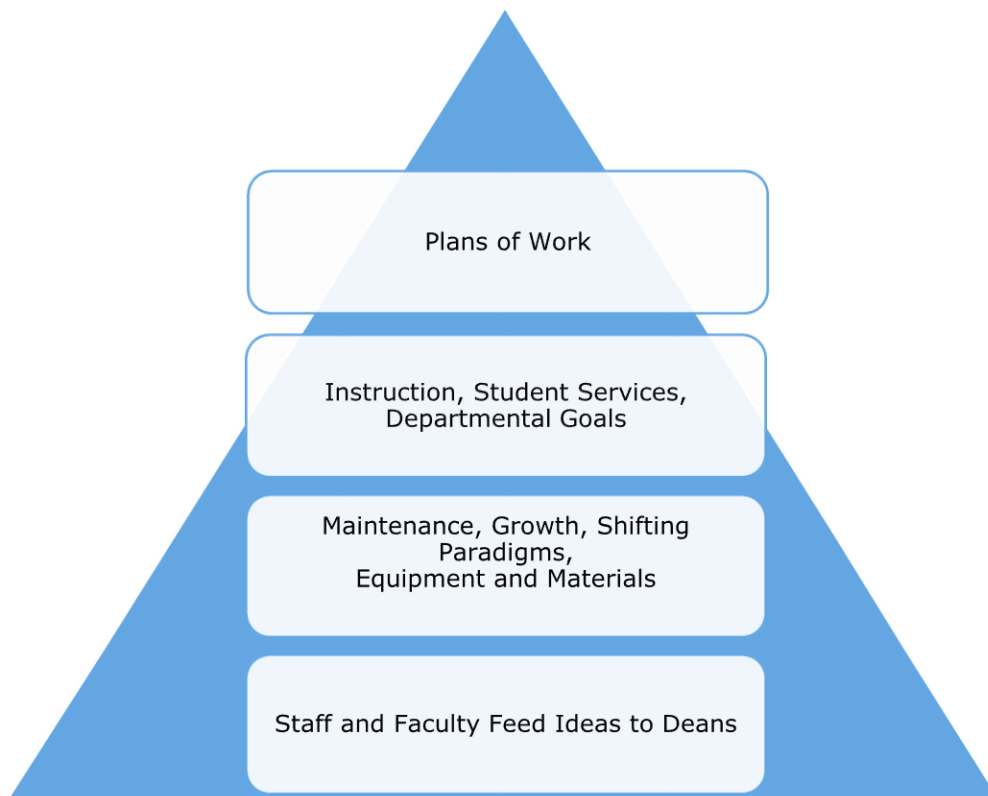 Plans of Work
Instruction, Student Services,
Departmental Goals
Maintenance, Growth, Shifting
Paradigms,
Equipment and Materials
Staff and Faculty Feed Ideas to Deans